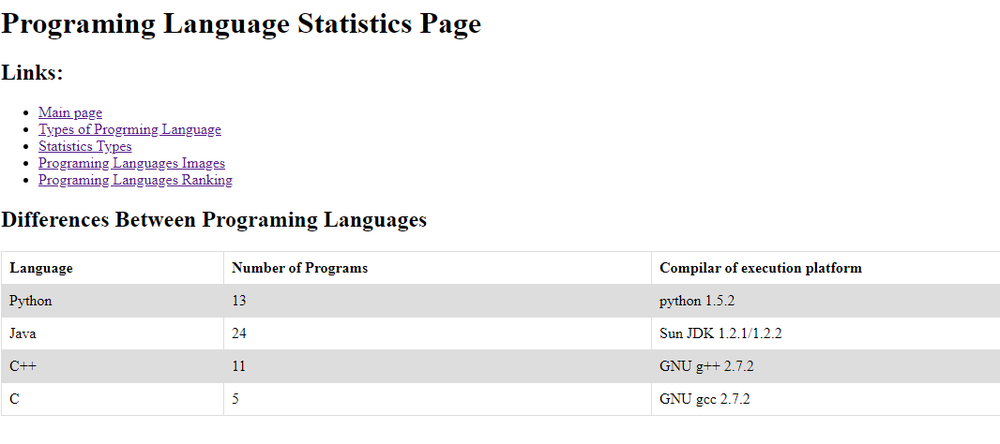 Programing Language Statistics Page
Links:
Main page
Types of Progrming Language
Statistics Types
Programing Languages Images
Programing Languages Ranking
Differences Between Programing Languages
Language Number of Programs Compilar of execution platform
Python 13 python 1.5.2
Java 24 Sun JDK 1.2.1/1.2.2
C++ 11 GNU g++ 2.7.2
C 5 GNU gcc 2.7.2